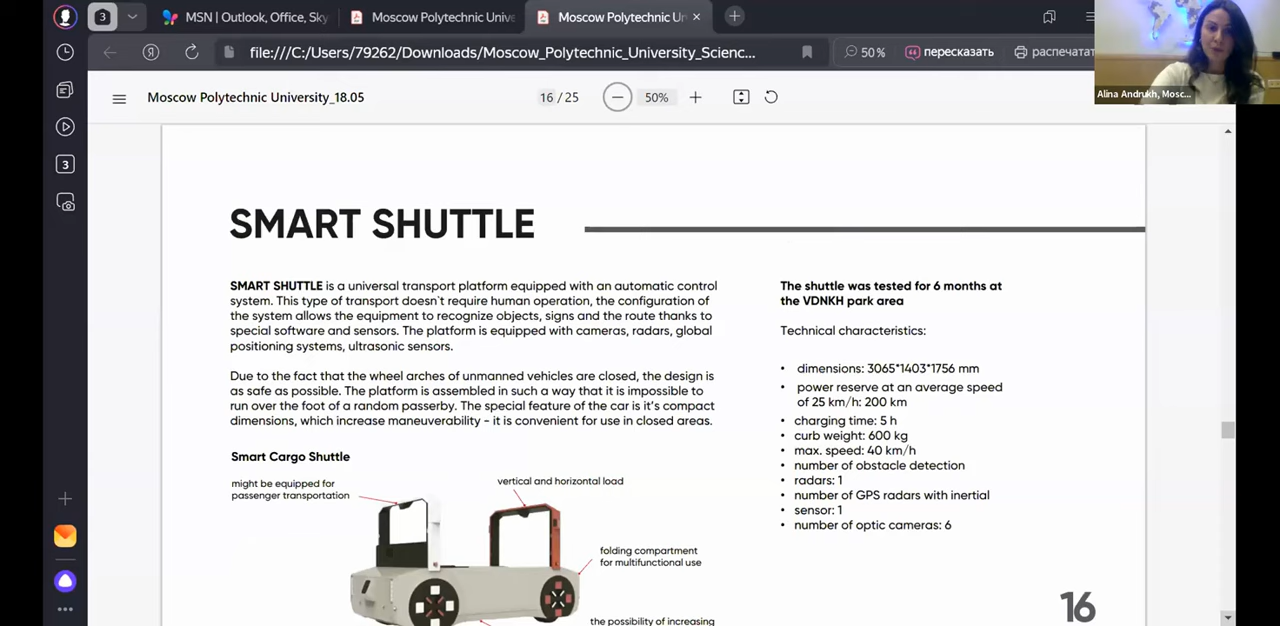 3
MSN | Outlook, Office, Sky
Moscow Polytechnic Unive
Moscow Polytechnic Un
file:///C:/Users/79262/Downloads/Moscow_Polytechnic_University_Scienc...
50%
пересказать
распечатат
Moscow Polytechnic University_18.05
16 / 25
50%
Alina Andrukh, Mosc...
3
SMART SHUTTLE
SMART SHUTTLE is a universal transport platform equipped with an automatic control
system. This type of transport doesn`t require human operation, the configuration of
the system allows the equipment to recognize objects, signs and the route thanks to
special software and sensors. The platform is equipped with cameras, radars, global
positioning systems, ultrasonic sensors.
Due to the fact that the wheel arches of unmanned vehicles are closed, the design is
as safe as possible. The platform is assembled in such a way that it is impossible to
run over the foot of a random passerby. The special feature of the car is it's compact
dimensions, which increase maneuverability - it is convenient for use in closed areas.
Smart Cargo Shuttle
might be equipped for
passenger transportation
vertical and horizontal load
folding compartment
for multifunctional use
the possibility of increasing
The shuttle was tested for 6 months at
the VDNKH park area
Technical characteristics:
• dimensions: 3065*1403*1756 mm
• power reserve at an average speed
of 25 km/h: 200 km
• charging time: 5 h
• curb weight: 600 kg
• max. speed: 40 km/h
• number of obstacle detection
• radars: 1
• number of GPS radars with inertial
• sensor: 1
• number of optic cameras: 6
16